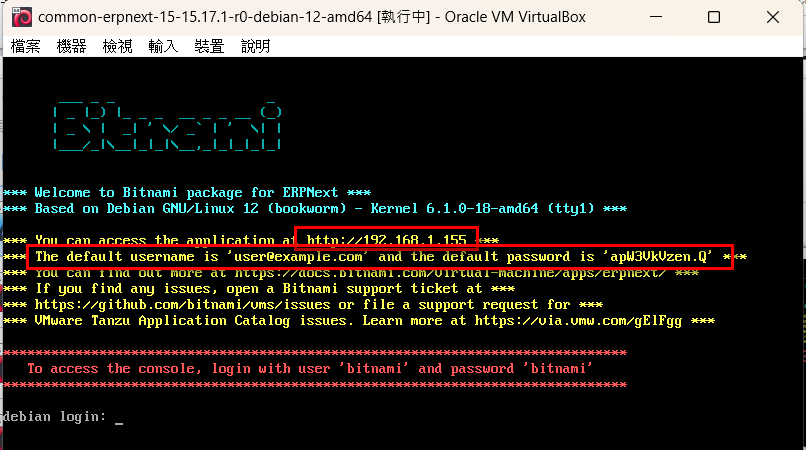 common-erpnext-15-15.17.1-r0-debian-12-amd64 [執行中] - Oracle VM VirtualBox
檔案 機器 檢視 輸入 裝置 說明
Bitnami
*** Welcome to Bitnami package for ERPNext ***
*** Based on Debian GNU/Linux 12 (bookworm) - Kernel 6.1.0-18-amd64 (tty1) ***
*** You can access the application at http://192.168.1.155 ***
*** The default username is 'user@example.com' and the default password is 'apW3VkVzen.Q' ***
*** You can find out more at https://docs.bitnami.com/virtual-machine/apps/erpnext/ ***
*** If you find any issues, open a Bitnami support ticket at ***
*** https://github.com/bitnami/vms/issues or file a support request for ***
*** VMware Tanzu Application Catalog issues. Learn more at https://via.vmw.com/gElFgg ***
******************************************************************************
To access the console, login with user 'bitnami' and password 'bitnami'
******************************************************************************
debian login: _